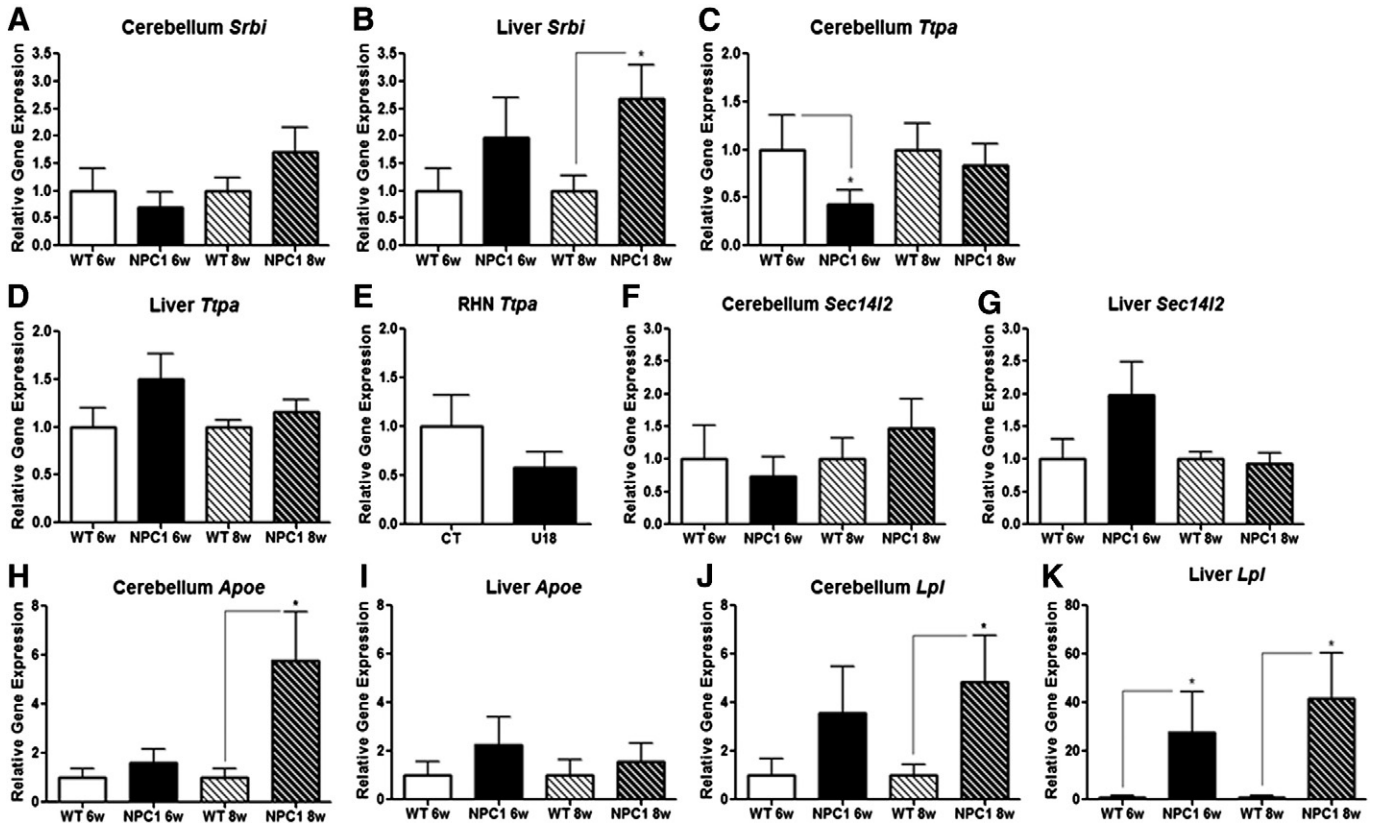 A
Cerebellum Srbi
Relative Gene Expression
3.5
3.0
2.5
2.0
1.5
1.0
0.5
0.0
WT 6w NPC1 6w WT 8w NPC1 8w
B
Liver Srbi
Relative Gene Expression
3.5
3.0
2.5
2.0
1.5
1.0
0.5
0.0
*
WT 6w NPC1 6w WT 8w NPC1 8w
C
Cerebellum Ttpa
Relative Gene Expression
2.0
1.5
1.0
0.5
0.0
*
WT 6w NPC1 6w WT 8w NPC1 8w
D
Liver Ttpa
Relative Gene Expression
2.0
1.5
1.0
0.5
0.0
WT 6w NPC1 6w WT 8w NPC1 8w
E
RHN Ttpa
Relative Gene Expression
2.0
1.5
1.0
0.5
0.0
CT U18
F
Cerebellum Sec14l2
Relative Gene Expression
3.0
2.5
2.0
1.5
1.0
0.5
0.0
WT 6w NPC1 6w WT 8w NPC1 8w
G
Liver Sec14l2
Relative Gene Expression
3.0
2.5
2.0
1.5
1.0
0.5
0.0
WT 6w NPC1 6w WT 8w NPC1 8w
H
Cerebellum Apoe
Relative Gene Expression
8
6
4
2
0
*
WT 6w NPC1 6w WT 8w NPC1 8w
I
Liver Apoe
Relative Gene Expression
8
6
4
2
0
WT 6w NPC1 6w WT 8w NPC1 8w
J
Cerebellum Lpl
Relative Gene Expression
8
6
4
2
0
*
WT 6w NPC1 6w WT 8w NPC1 8w
K
Liver Lpl
Relative Gene Expression
80
60
40
20
0
*
*
WT 6w NPC1 6w WT 8w NPC1 8w